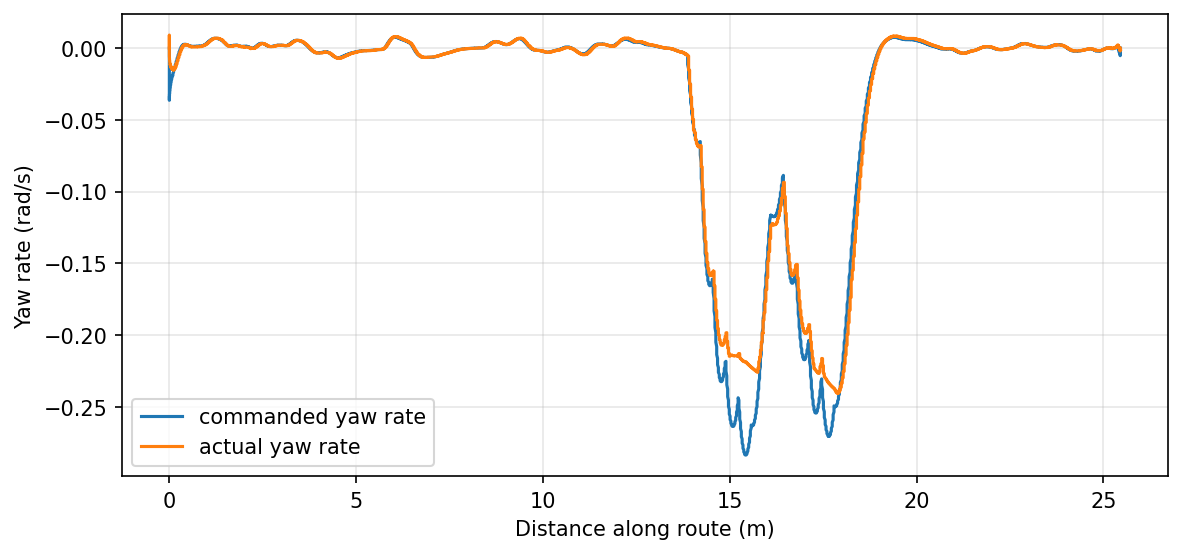 0.00
−0.05
−0.10
−0.15
−0.20
−0.25
Yaw rate (rad/s)
commanded yaw rate
actual yaw rate
0 5 10 15 20 25
Distance along route (m)